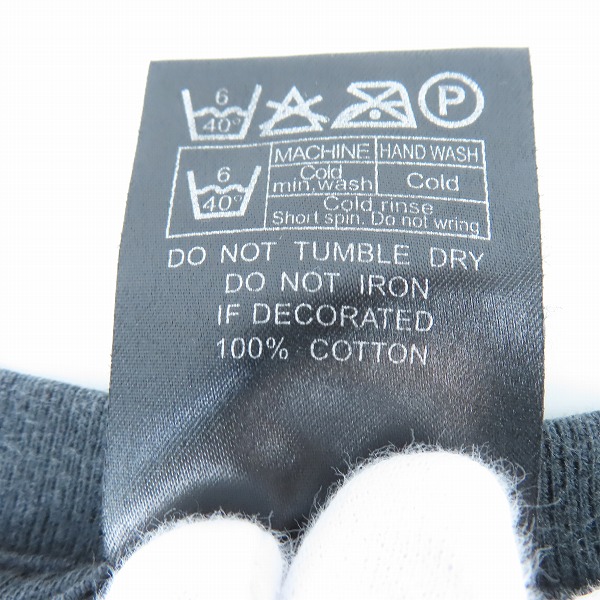 6
40° P
6
40°
MACHINE HAND WASH
Cold
min.wash Cold
Cold rinse
Short spin. Do not wring
DO NOT TUMBLE DRY
DO NOT IRON
IF DECORATED
100% COTTON